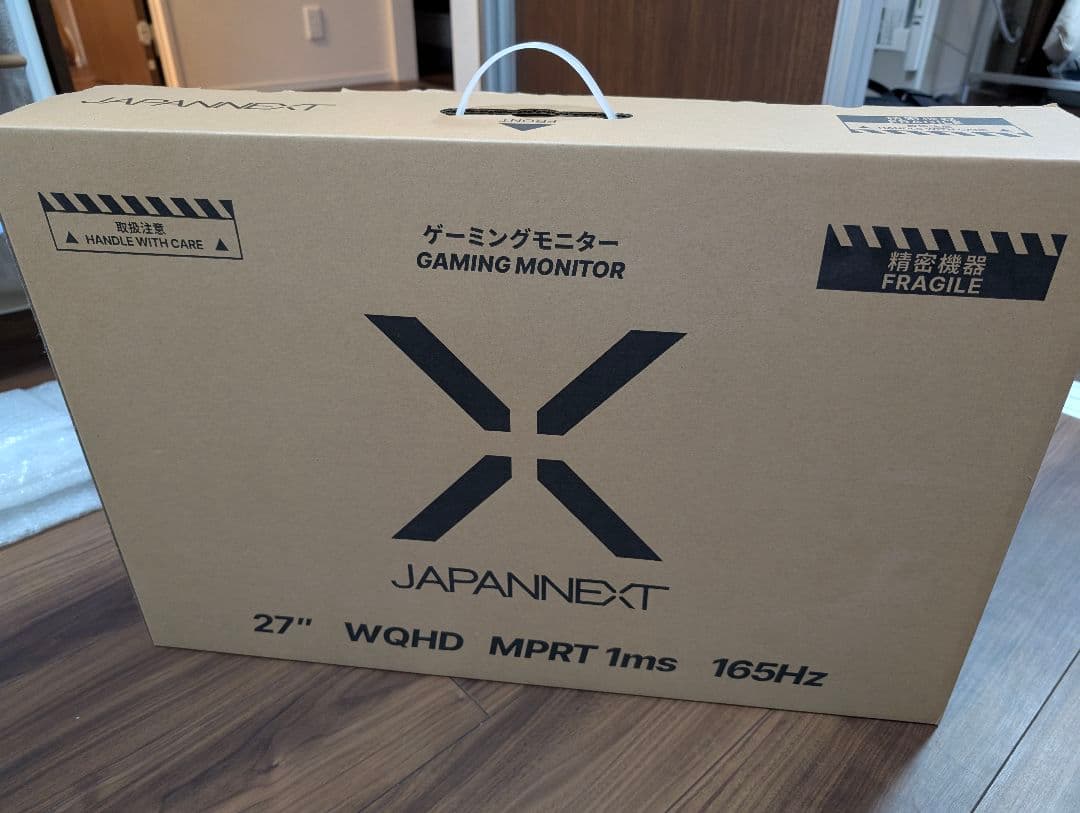 JAPANNEXT
FRONT
取扱注意
HANDLE WITH CARE
ゲーミングモニター
GAMING MONITOR
精密機器
FRAGILE
JAPANNEXT
27" WQHD MPRT 1ms 165Hz